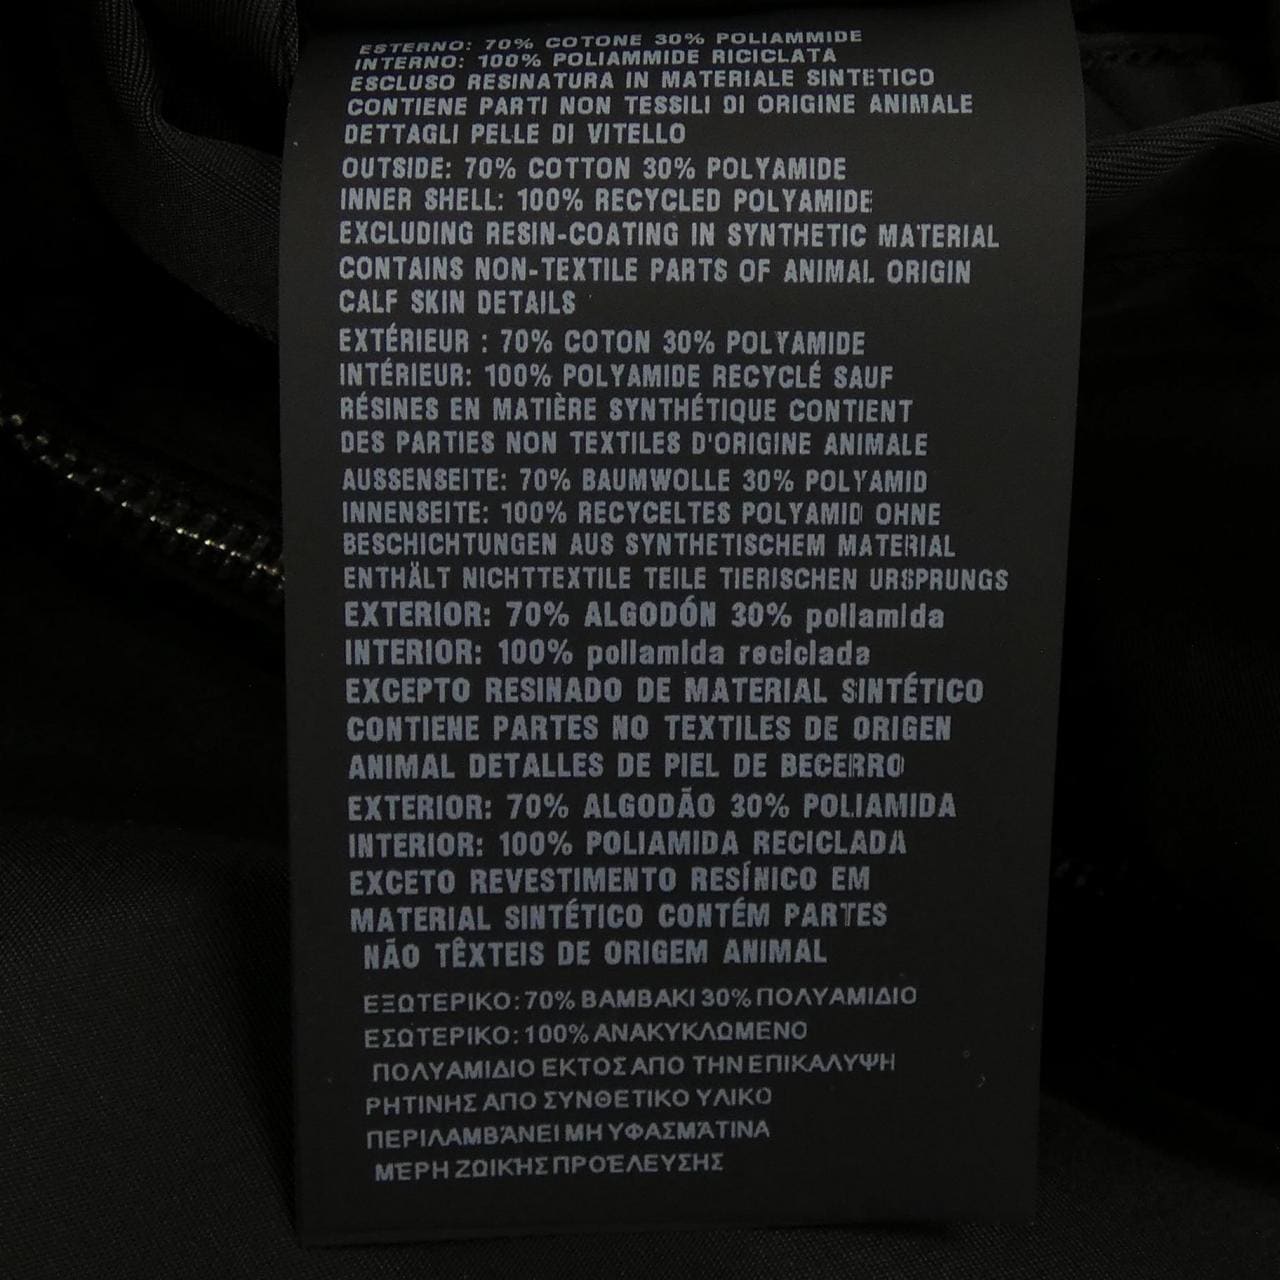 ESTERNO: 70% COTONE 30% POLIAMMIDE
INTERNO: 100% POLIAMMIDE RICICLATA
ESCLUSO RESINATURA IN MATERIALE SINTETICO
CONTIENE PARTI NON TESSILI DI ORIGINE ANIMALE
DETTAGLI PELLE DI VITELLO
OUTSIDE: 70% COTTON 30% POLYAMIDE
INNER SHELL: 100% RECYCLED POLYAMIDE
EXCLUDING RESIN-COATING IN SYNTHETIC MATERIAL
CONTAINS NON-TEXTILE PARTS OF ANIMAL ORIGIN
CALF SKIN DETAILS
EXTÉRIEUR : 70% COTON 30% POLYAMIDE
INTÉRIEUR: 100% POLYAMIDE RECYCLÉ SAUF
RÉSINES EN MATIÈRE SYNTHÉTIQUE CONTIENT
DES PARTIES NON TEXTILES D'ORIGINE ANIMALE
AUSSENSEITE: 70% BAUMWOLLE 30% POLYAMID
INNENSEITE: 100% RECYCELTES POLYAMID OHNE
BESCHICHTUNGEN AUS SYNTHETISCHEM MATERIAL
ENTHÄLT NICHTTEXTILE TEILE TIERISCHEN URSPRUNGS
EXTERIOR: 70% ALGODÓN 30% poliamida
INTERIOR: 100% poliamida reciclada
EXCEPTO RESINADO DE MATERIAL SINTÉTICO
CONTIENE PARTES NO TEXTILES DE ORIGEN
ANIMAL DETALLES DE PIEL DE BECERRO
EXTERIOR: 70% ALGODÃO 30% POLIAMIDA
INTERIOR: 100% POLIAMIDA RECICLADA
EXCETO REVESTIMENTO RESÍNICO EM
MATERIAL SINTÉTICO CONTÉM PARTES
NÃO TÊXTEIS DE ORIGEM ANIMAL
ΕΞΩΤΕΡΙΚΟ: 70% ΒΑΜΒΑΚΙ 30% ΠΟΛΥΑΜΙΔΙΟ
ΕΣΩΤΕΡΙΚΟ: 100% ΑΝΑΚΥΚΛΩΜΕΝΟ
ΠΟΛΥΑΜΙΔΙΟ ΕΚΤΟΣ ΑΠΟ ΤΗΝ ΕΠΙΚΑΛΥΨΗ
ΡΗΤΙΝΗΣ ΑΠΟ ΣΥΝΘΕΤΙΚΟ ΥΛΙΚΟ
ΠΕΡΙΛΑΜΒΆΝΕΙ ΜΗ ΥΦΑΣΜΆΤΙΝΑ
ΜΈΡΗ ΖΩΙΚΉΣ ΠΡΟΈΛΕΥΣΗΣ